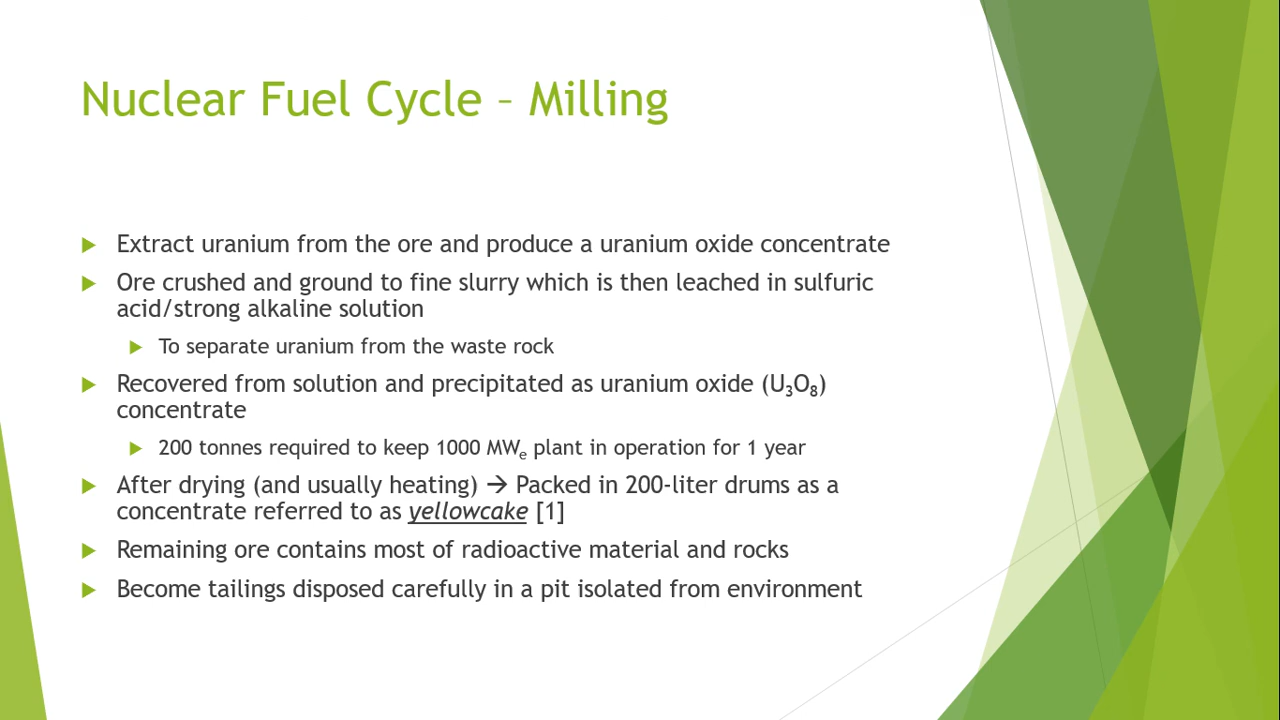 Nuclear Fuel Cycle – Milling
Extract uranium from the ore and produce a uranium oxide concentrate
Ore crushed and ground to fine slurry which is then leached in sulfuric
acid/strong alkaline solution
To separate uranium from the waste rock
Recovered from solution and precipitated as uranium oxide (U₃O₈)
concentrate
200 tonnes required to keep 1000 MWₑ plant in operation for 1 year
After drying (and usually heating) → Packed in 200-liter drums as a
concentrate referred to as yellowcake [1]
Remaining ore contains most of radioactive material and rocks
Become tailings disposed carefully in a pit isolated from environment